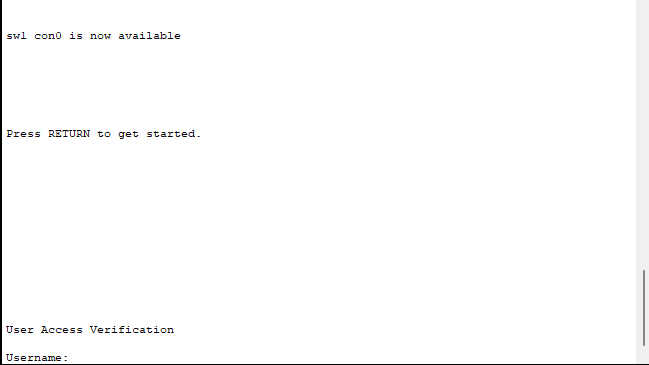 sw1 con0 is now available
Press RETURN to get started.
User Access Verification
Username: